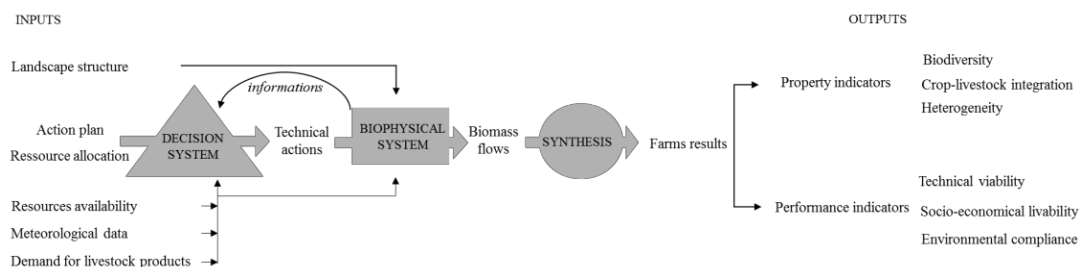 INPUTS
OUTPUTS
Landscape structure
informations
Action plan
Ressource allocation
DECISION
SYSTEM
Technical
actions
BIOPHYSICAL
SYSTEM
Biomass
flows
SYNTHESIS
Farms results
Resources availability
Meteorological data
Demand for livestock products
Property indicators
Biodiversity
Crop-livestock integration
Heterogeneity
Performance indicators
Technical viability
Socio-economical livability
Environmental compliance